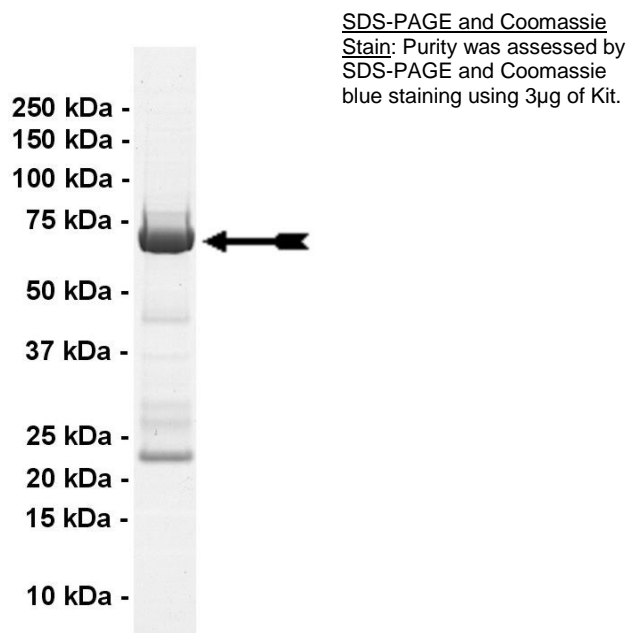 SDS-PAGE and Coomassie
Stain: Purity was assessed by
SDS-PAGE and Coomassie
blue staining using 3µg of Kit.
250 kDa -
150 kDa -
100 kDa -
75 kDa -
50 kDa -
37 kDa -
25 kDa -
20 kDa -
15 kDa -
10 kDa -